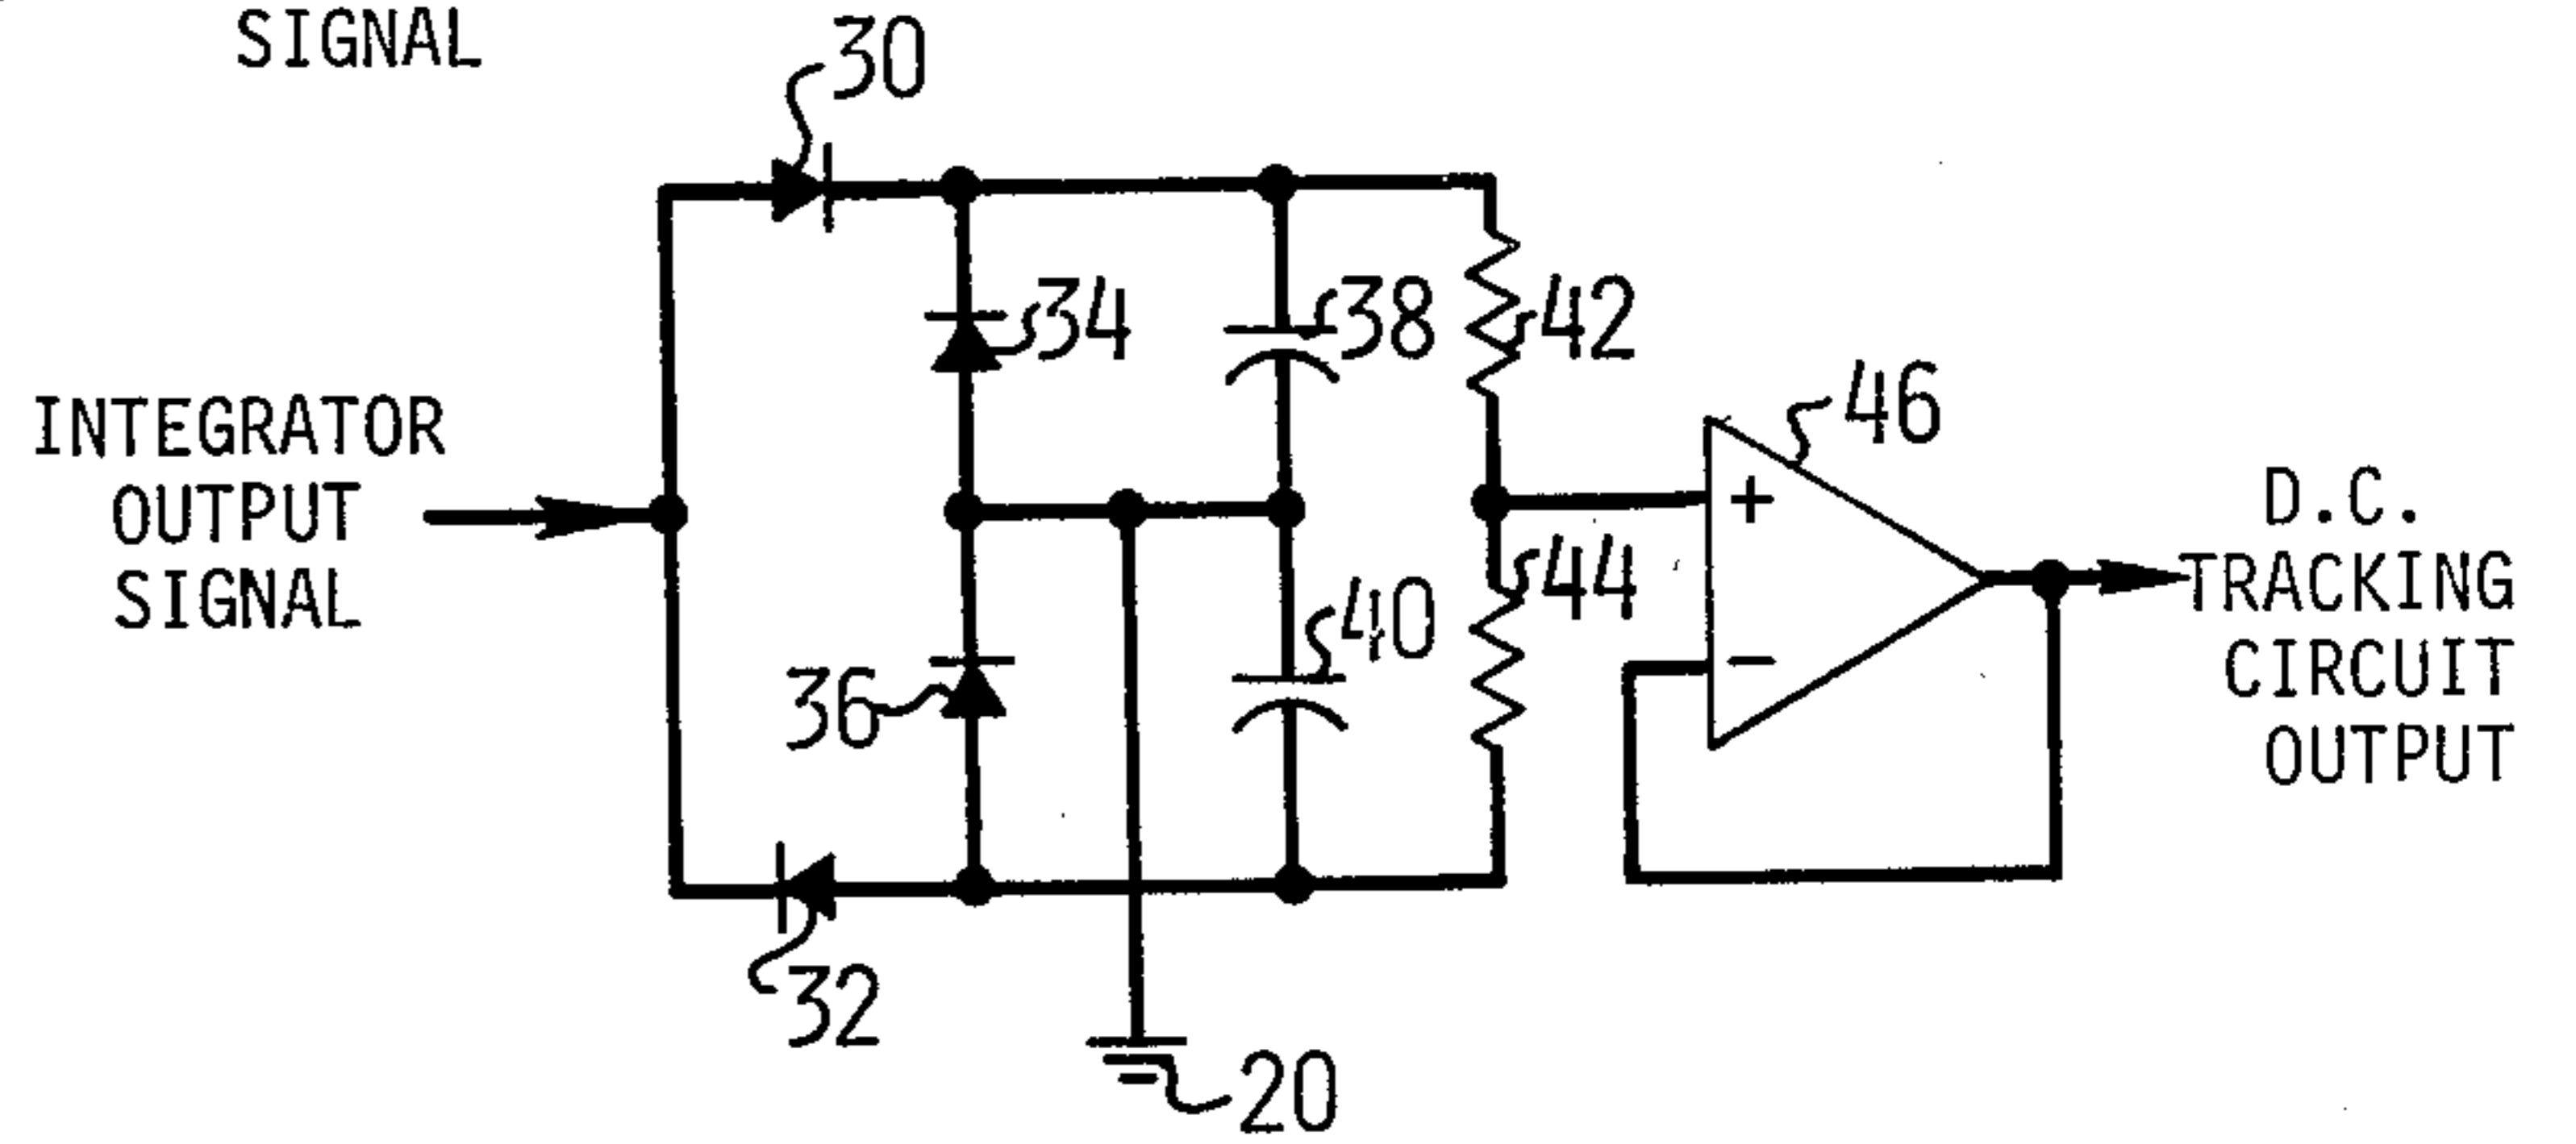 SIGNAL
30
34
38
42
46
INTEGRATOR
OUTPUT
SIGNAL
+
D.C.
TRACKING
CIRCUIT
OUTPUT
44
40
36
−
32
20